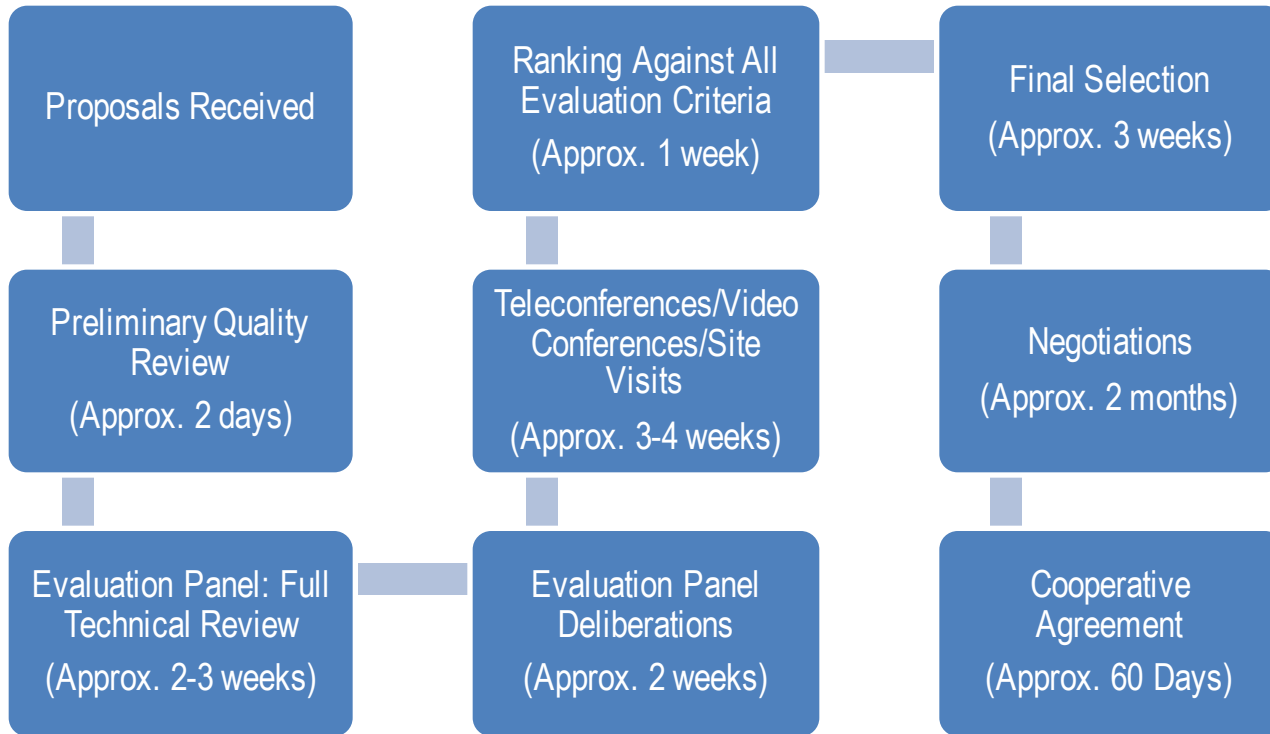 Proposals Received
Preliminary Quality
Review
(Approx. 2 days)
Evaluation Panel: Full
Technical Review
(Approx. 2-3 weeks)
Evaluation Panel
Deliberations
(Approx. 2 weeks)
Teleconferences/Video
Conferences/Site
Visits
(Approx. 3-4 weeks)
Ranking Against All
Evaluation Criteria
(Approx. 1 week)
Final Selection
(Approx. 3 weeks)
Negotiations
(Approx. 2 months)
Cooperative
Agreement
(Approx. 60 Days)